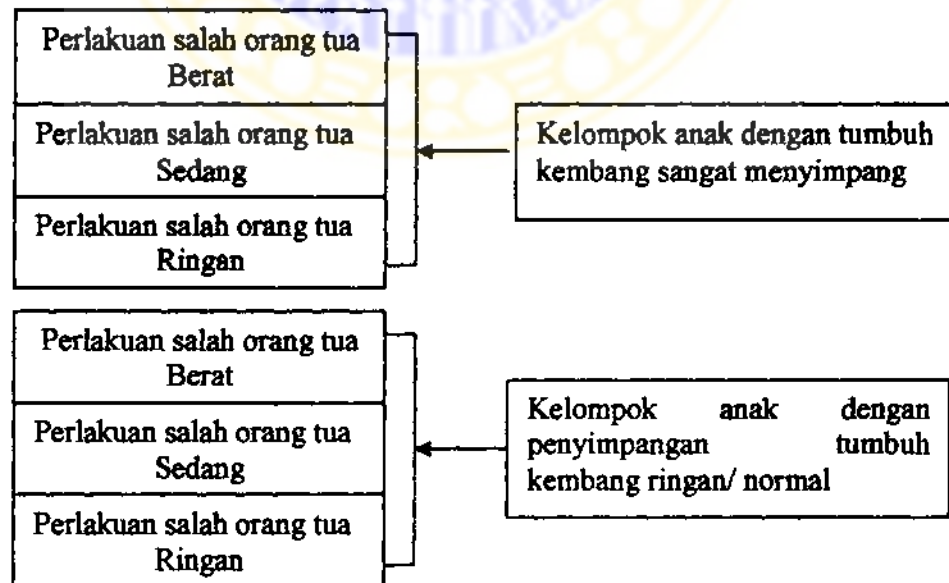 Perlakuan salah orang tua
Berat
Perlakuan salah orang tua
Sedang
Perlakuan salah orang tua
Ringan
Kelompok anak dengan tumbuh
kembang sangat menyimpang
Perlakuan salah orang tua
Berat
Perlakuan salah orang tua
Sedang
Perlakuan salah orang tua
Ringan
Kelompok anak dengan
penyimpangan tumbuh
kembang ringan/ normal